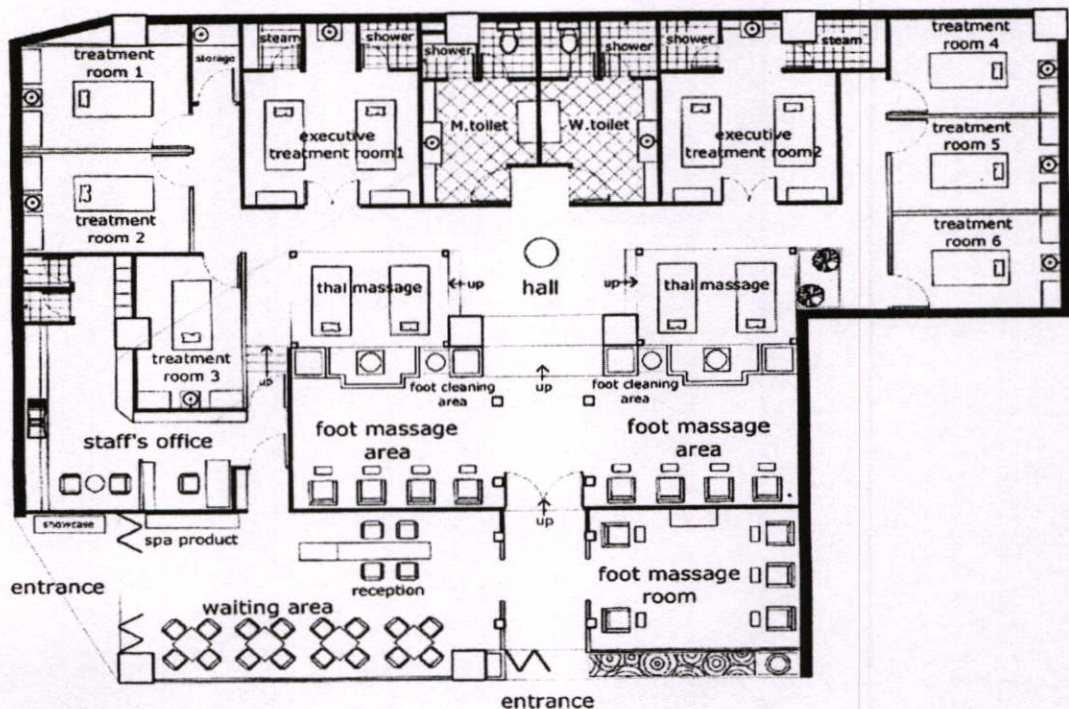 treatment
room 1
storage
steam
shower
shower
shower
shower
steam
treatment
room 4
executive
treatment room1
M.toilet
W.toilet
executive
treatment room2
treatment
room 5
treatment
room 2
treatment
room 6
thai massage
up
hall
up
thai massage
treatment
room 3
up
foot cleaning
area
up
foot cleaning
area
staff's office
foot massage
area
foot massage
area
showcase
spa product
up
entrance
reception
waiting area
foot massage
room
entrance